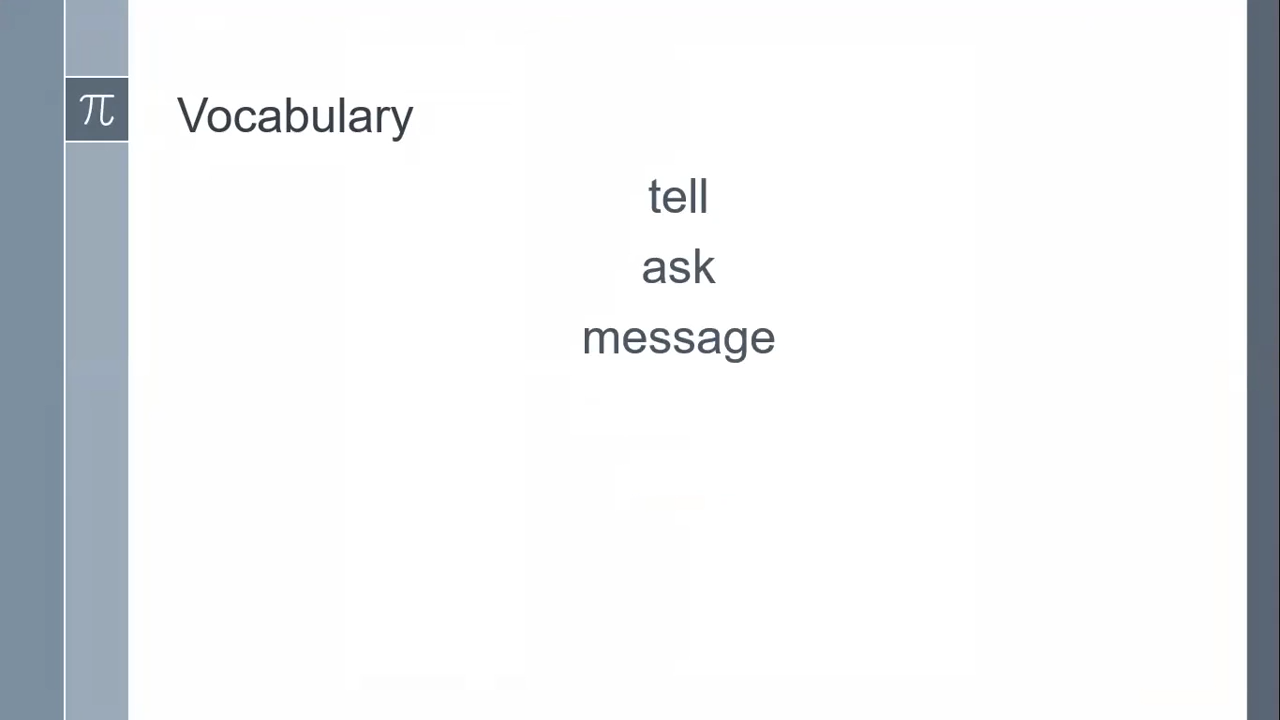 π
Vocabulary
tell
ask
message